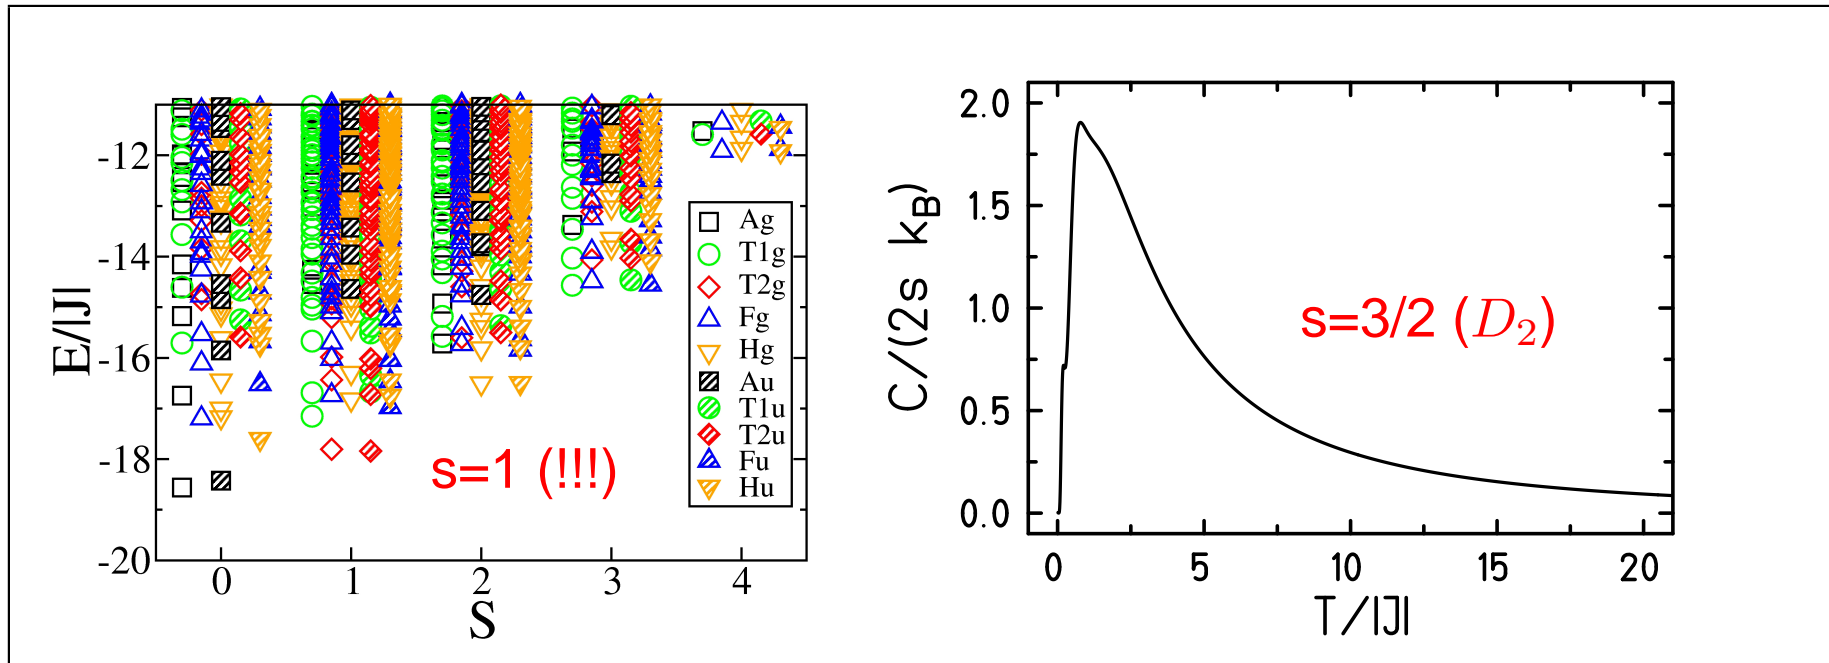 E/|J|
-12
-14
-16
-18
-20
0 1 2 3 4
S
Ag
T1g
T2g
Fg
Hg
Au
T1u
T2u
Fu
Hu
s=1 (!!!)
C/(2s k_B)
2.0
1.5
1.0
0.5
0.0
0 5 10 15 20
T/|J|
s=3/2 (D_2)